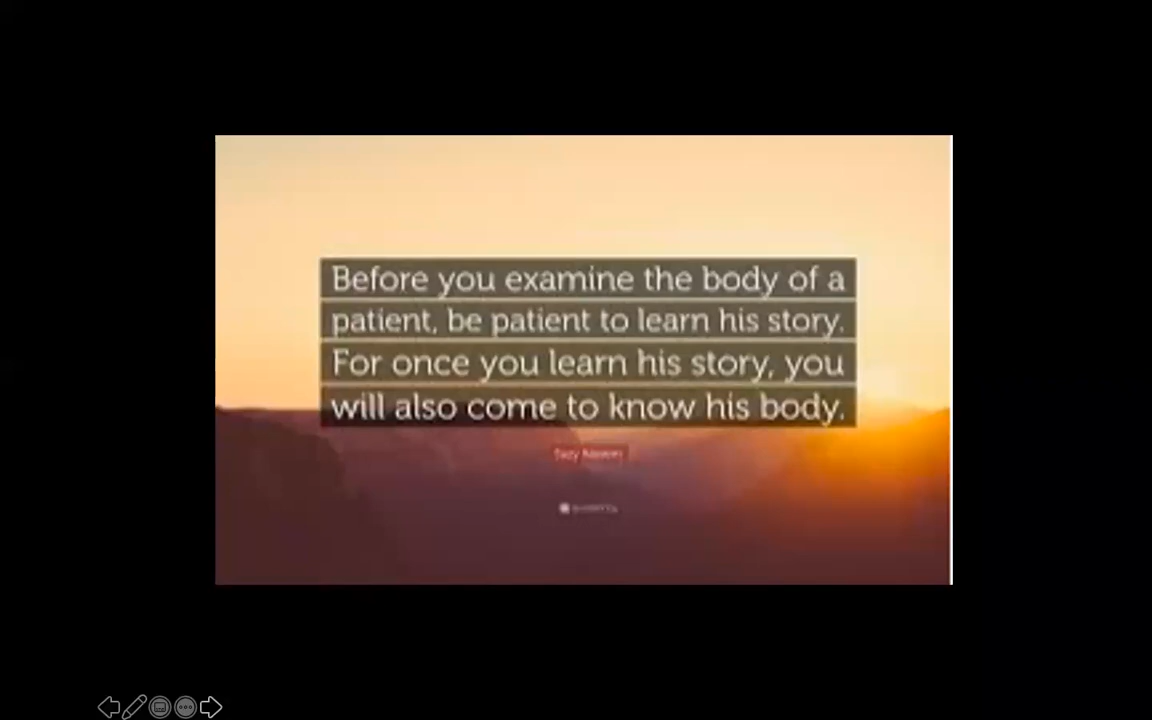 Before you examine the body of a
patient, be patient to learn his story.
For once you learn his story, you
will also come to know his body.